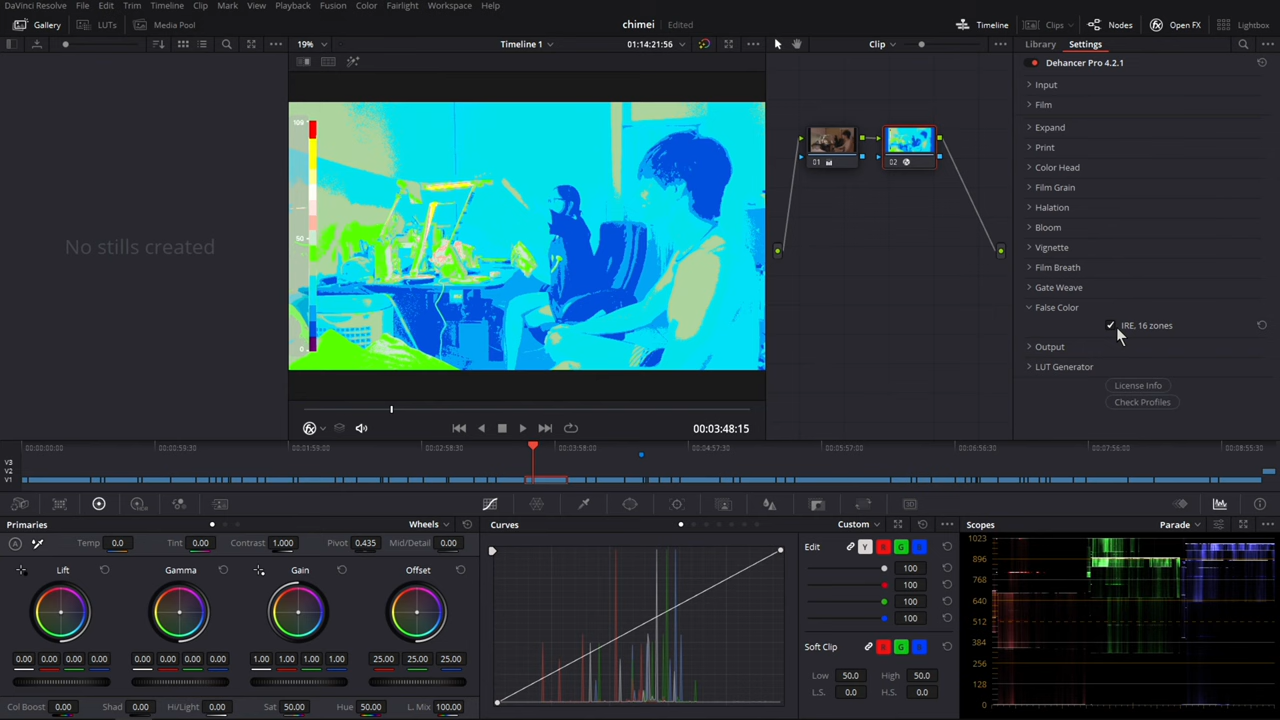 DaVinci Resolve File Edit Trim Timeline Clip Mark View Playback Fusion Color Fairlight Workspace Help
Gallery LUTs Media Pool chimei Edited Timeline Clips Nodes Open FX Lightbox
19% Timeline 1 01:14:21:56 Clip Library Settings
Dehancer Pro 4.2.1
Input
Film
Expand
Print
Color Head
Film Grain
Halation
Bloom
Vignette
Film Breath
Gate Weave
False Color
IRE, 16 zones
Output
LUT Generator
License Info
Check Profiles
No stills created
100
50
0
01
02
00:03:48:15
00:00:00:00 00:00:59:30 00:01:59:00 00:02:58:30 00:03:58:00 00:04:57:30 00:05:57:00 00:06:56:30 00:07:56:00 00:08:55:30
V3
V2
V1
Primaries Wheels
Temp 0.0 Tint 0.00 Contrast 1.000 Pivot 0.435 Mid/Detail 0.00
Lift Gamma Gain Offset
0.00 0.00 0.00 0.00 0.00 0.00 0.00 0.00 1.00 1.00 1.00 1.00 25.00 25.00 25.00
Col Boost 0.00 Shad 0.00 Hi/Light 0.00 Sat 50.00 Hue 50.00 L. Mix 100.00
Curves Custom
Edit Y R G B
100
100
100
100
Soft Clip R G B
Low 50.0 High 50.0
L.S. 0.0 H.S. 0.0
Scopes Parade
1023
896
768
640
512
384
256
128
0